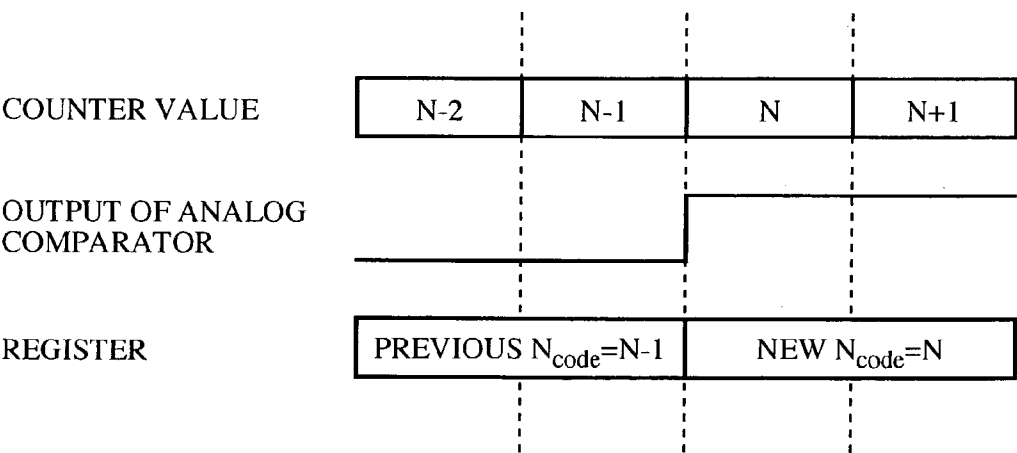 COUNTER VALUE N-2 N-1 N N+1
OUTPUT OF ANALOG
COMPARATOR
REGISTER PREVIOUS Ncode=N-1 NEW Ncode=N